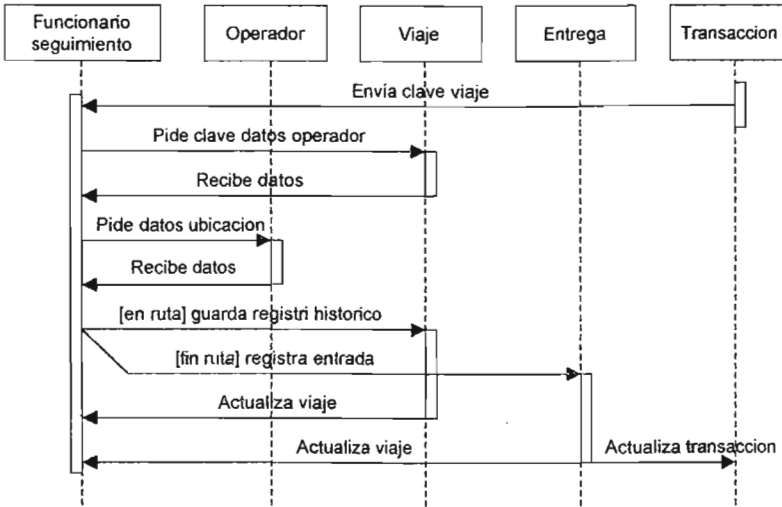 Funcionario
seguimiento
Operador
Viaje
Entrega
Transaccion
Envía clave viaje
Pide clave datos operador
Recibe datos
Pide datos ubicacion
Recibe datos
[en ruta] guarda registri historico
[fin ruta] registra entrada
Actualiza viaje
Actualiza viaje
Actualiza transaccion